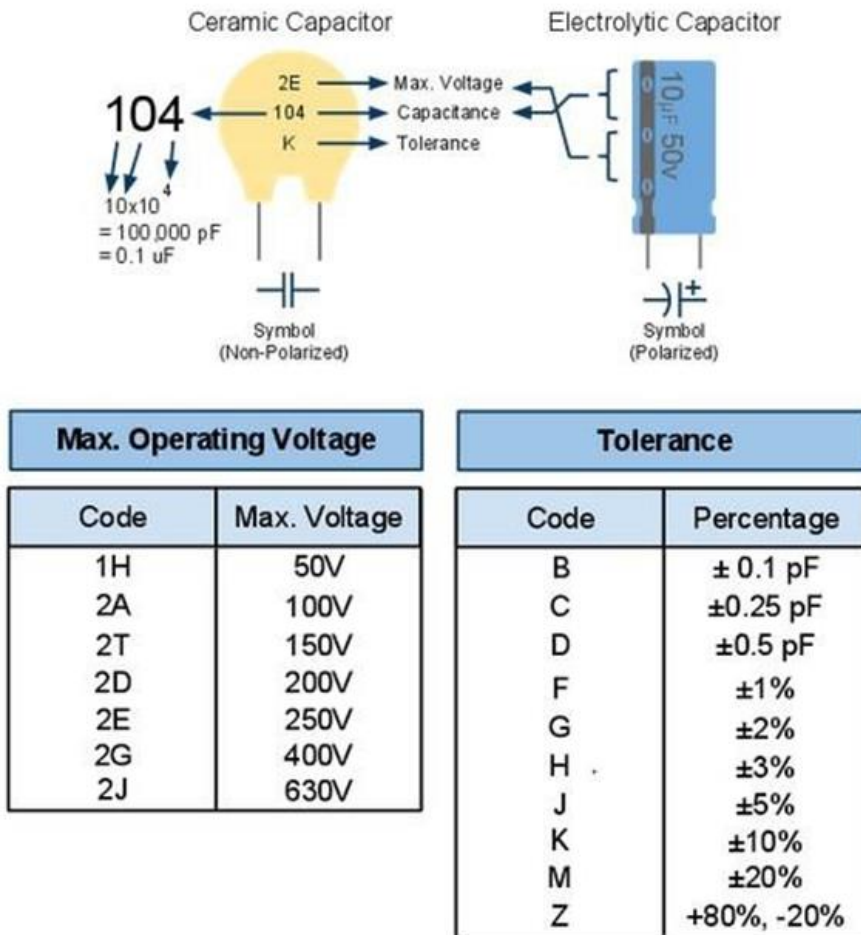 Ceramic Capacitor
Electrolytic Capacitor
2E
Max. Voltage
104
104
Capacitance
K
Tolerance
10x10 4
= 100,000 pF
= 0.1 uF
10µF 50v
0
0
0
+
Symbol
(Non-Polarized)
Symbol
(Polarized)
Max. Operating Voltage
Code Max. Voltage
1H 50V
2A 100V
2T 150V
2D 200V
2E 250V
2G 400V
2J 630V
Tolerance
Code Percentage
B ± 0.1 pF
C ±0.25 pF
D ±0.5 pF
F ±1%
G ±2%
H ±3%
J ±5%
K ±10%
M ±20%
Z +80%, -20%